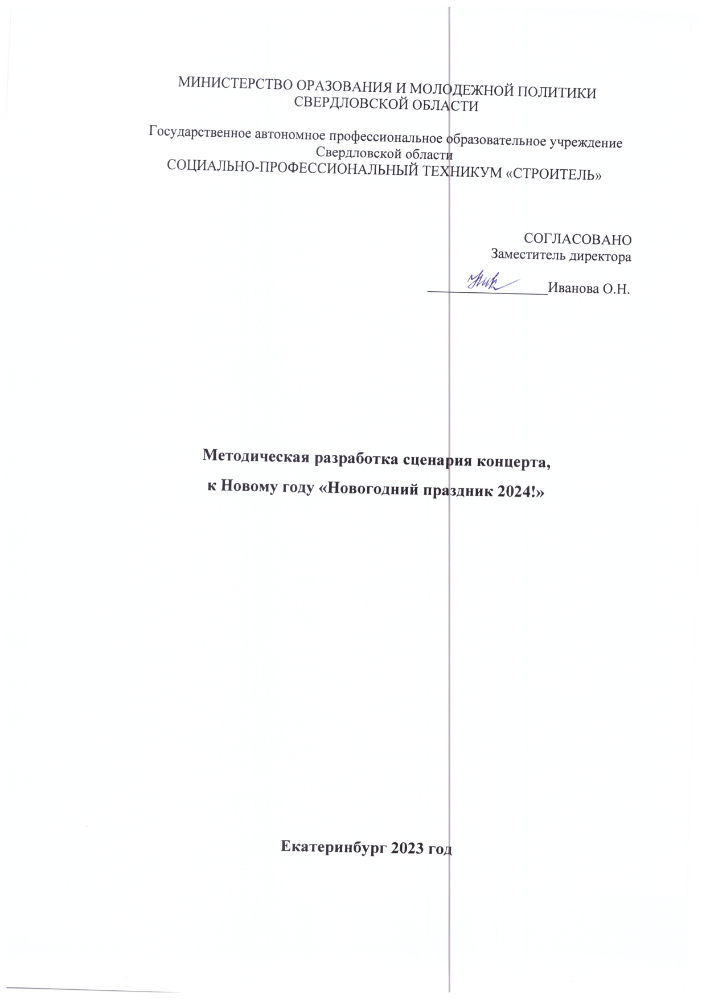 МИНИСТЕРСТВО ОРАЗОВАНИЯ И МОЛОДЕЖНОЙ ПОЛИТИКИ
СВЕРДЛОВСКОЙ ОБЛАСТИ
Государственное автономное профессиональное образовательное учреждение
Свердловской области
СОЦИАЛЬНО-ПРОФЕССИОНАЛЬНЫЙ ТЕХНИКУМ «СТРОИТЕЛЬ»
СОГЛАСОВАНО
Заместитель директора
Иванова О.Н.
Методическая разработка сценария концерта,
к Новому году «Новогодний праздник 2024!»
Екатеринбург 2023 год